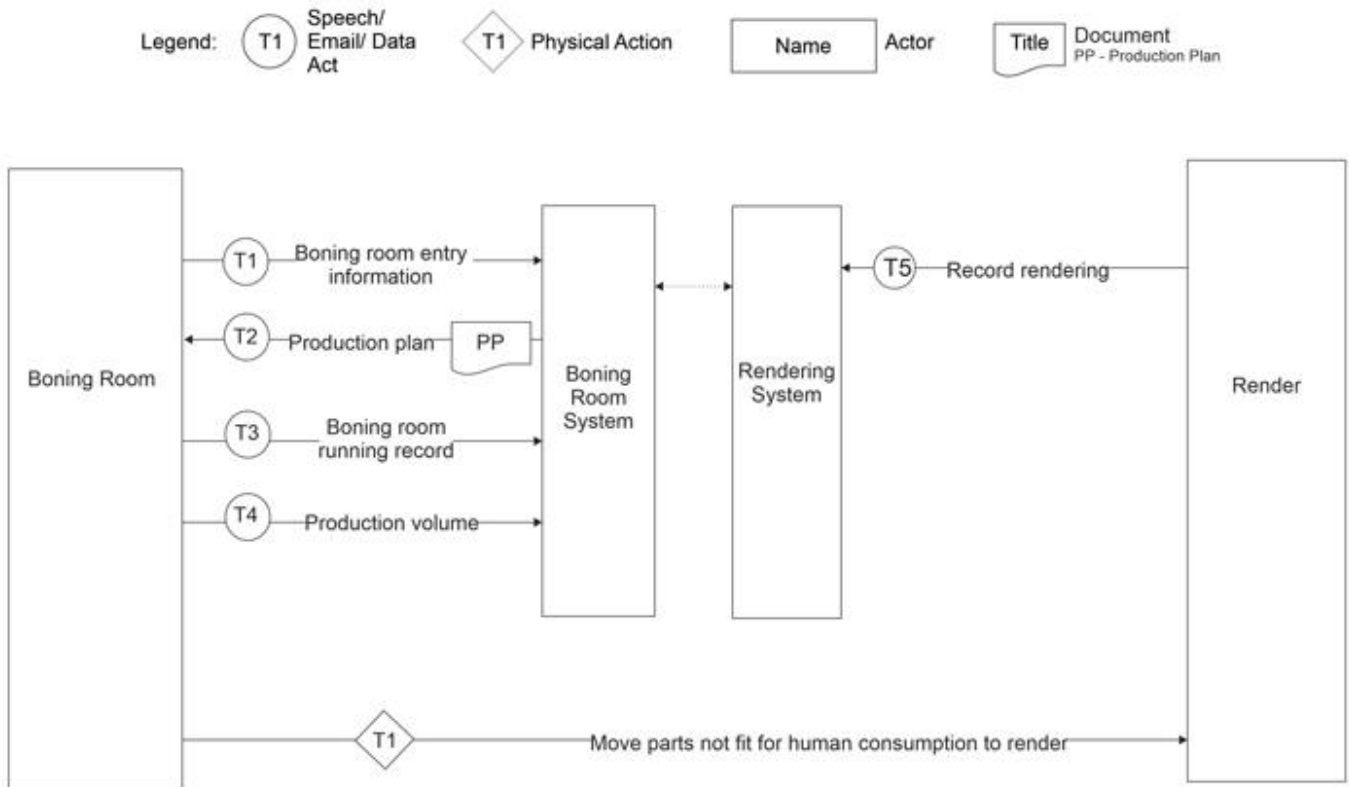 Legend:
T1
Speech/
Email/ Data
Act
T1
Physical Action
Name
Actor
Title
Document
PP - Production Plan
Boning Room
T1
Boning room entry
information
T2
Production plan
PP
T3
Boning room
running record
T4
Production volume
Boning
Room
System
Rendering
System
T5
Record rendering
Render
T1
Move parts not fit for human consumption to render